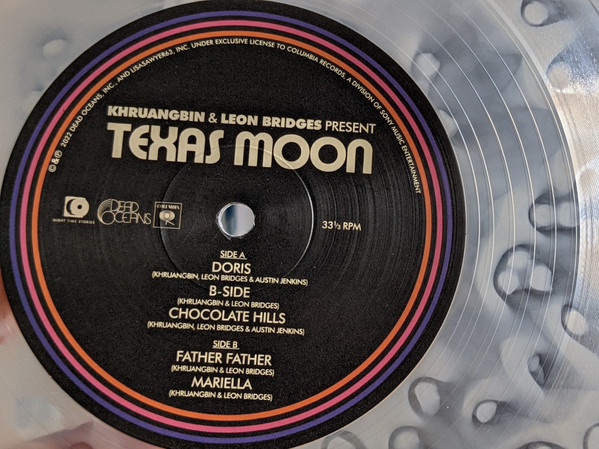 © & ℗ 2022 DEAD OCEANS, INC. AND LISASAWYER63, INC. UNDER EXCLUSIVE LICENSE TO COLUMBIA RECORDS, A DIVISION OF SONY MUSIC ENTERTAINMENT
KHRUANGBIN & LEON BRIDGES PRESENT
TEXAS MOON
NIGHT TIME STORIES
DEAD OCEANS
COLUMBIA
33⅓ RPM
SIDE A
DORIS
(KHRUANGBIN, LEON BRIDGES & AUSTIN JENKINS)
B-SIDE
(KHRUANGBIN & LEON BRIDGES)
CHOCOLATE HILLS
(KHRUANGBIN, LEON BRIDGES & AUSTIN JENKINS)
SIDE B
FATHER FATHER
(KHRUANGBIN & LEON BRIDGES)
MARIELLA
(KHRUANGBIN & LEON BRIDGES)